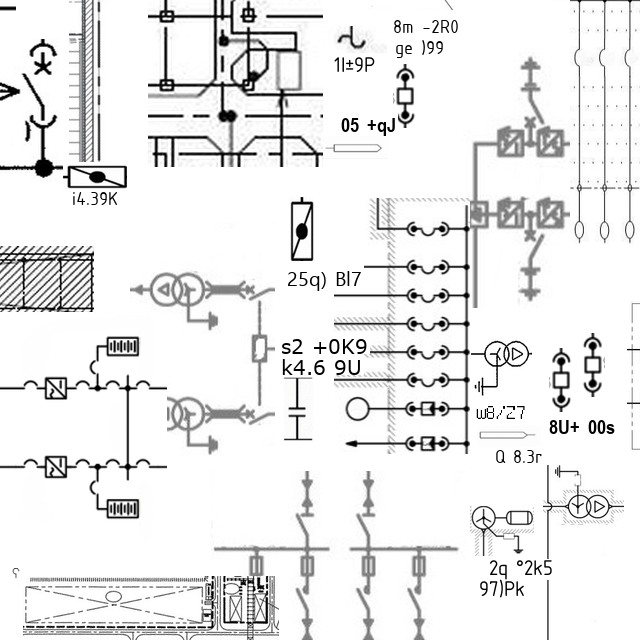 8m -2R0
ge )99
1l±9P
05 +qJ
i4.39K
25q) Bl7
s2 +0K9
k4.6 9U
w8/Z7
8U+ 00s
Q 8.3r
2q °2k5
97)Pk